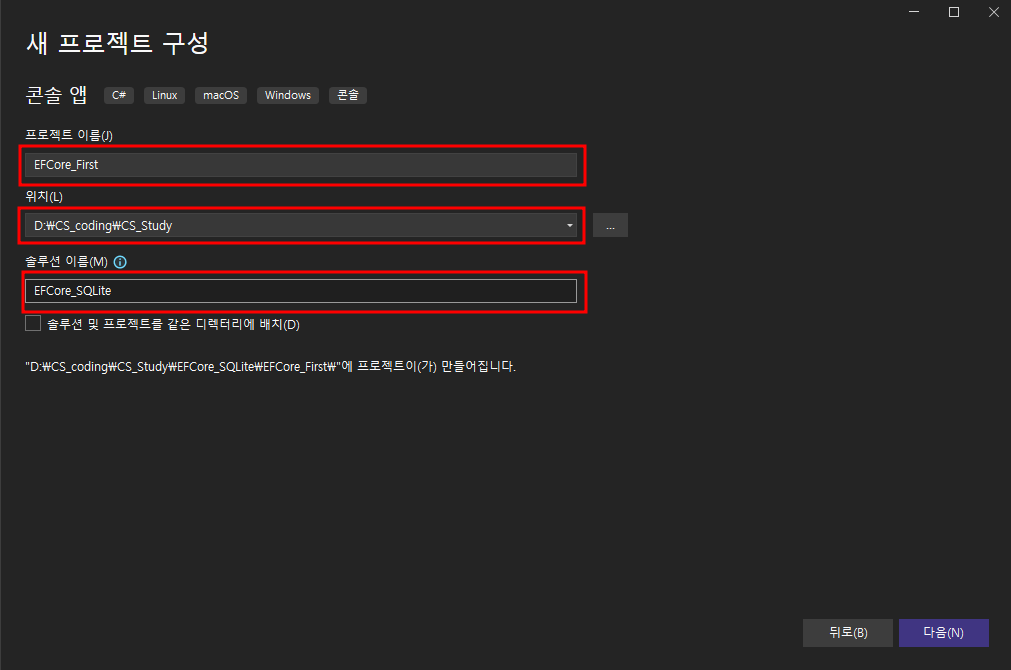 새 프로젝트 구성
콘솔 앱 C# Linux macOS Windows 콘솔
프로젝트 이름(J)
EFCore_First
위치(L)
D:₩CS_coding₩CS_Study
...
솔루션 이름(M)
EFCore_SQLite
솔루션 및 프로젝트를 같은 디렉터리에 배치(D)
"D:₩CS_coding₩CS_Study₩EFCore_SQLite₩EFCore_First₩"에 프로젝트이(가) 만들어집니다.
뒤로(B) 다음(N)